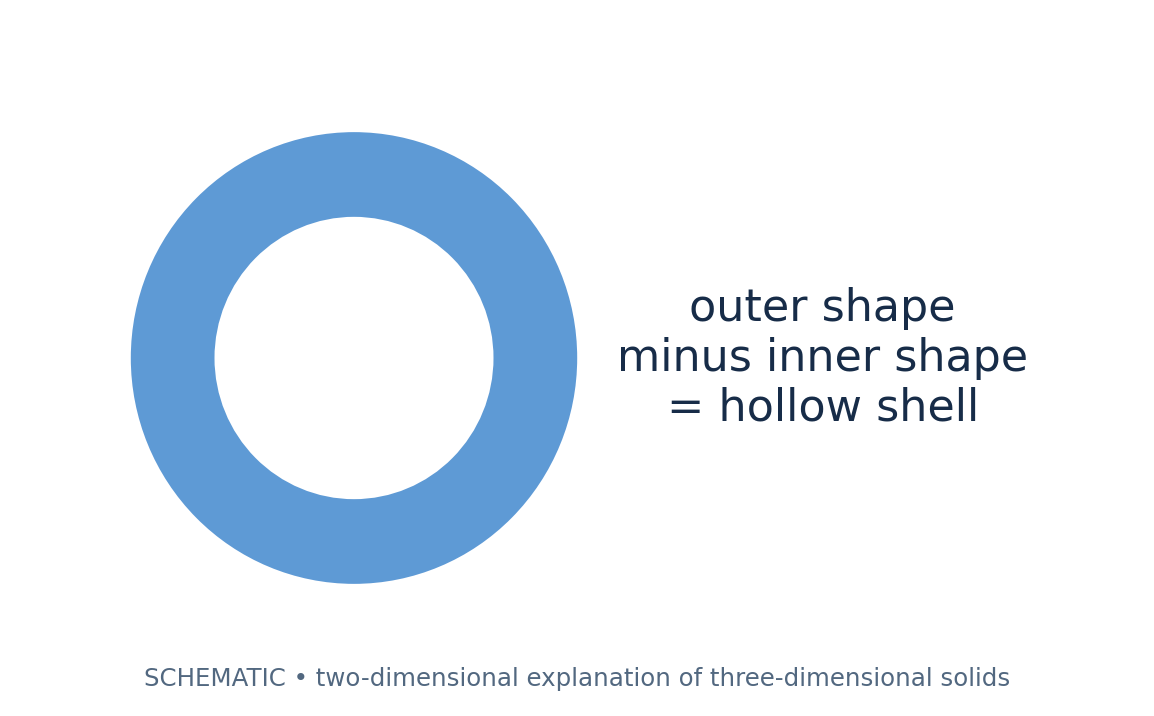 outer shape
minus inner shape
= hollow shell
SCHEMATIC • two-dimensional explanation of three-dimensional solids